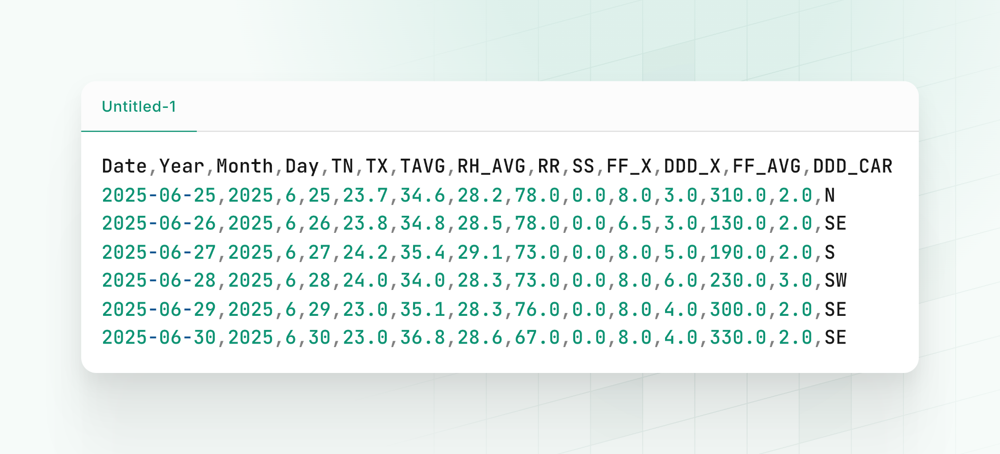 Untitled-1
Date,Year,Month,Day,TN,TX,TAVG,RH_AVG,RR,SS,FF_X,DDD_X,FF_AVG,DDD_CAR
2025-06-25,2025,6,25,23.7,34.6,28.2,78.0,0.0,8.0,3.0,310.0,2.0,N
2025-06-26,2025,6,26,23.8,34.8,28.5,78.0,0.0,6.5,3.0,130.0,2.0,SE
2025-06-27,2025,6,27,24.2,35.4,29.1,73.0,0.0,8.0,5.0,190.0,2.0,S
2025-06-28,2025,6,28,24.0,34.0,28.3,73.0,0.0,8.0,6.0,230.0,3.0,SW
2025-06-29,2025,6,29,23.0,35.1,28.3,76.0,0.0,8.0,4.0,300.0,2.0,SE
2025-06-30,2025,6,30,23.0,36.8,28.6,67.0,0.0,8.0,4.0,330.0,2.0,SE